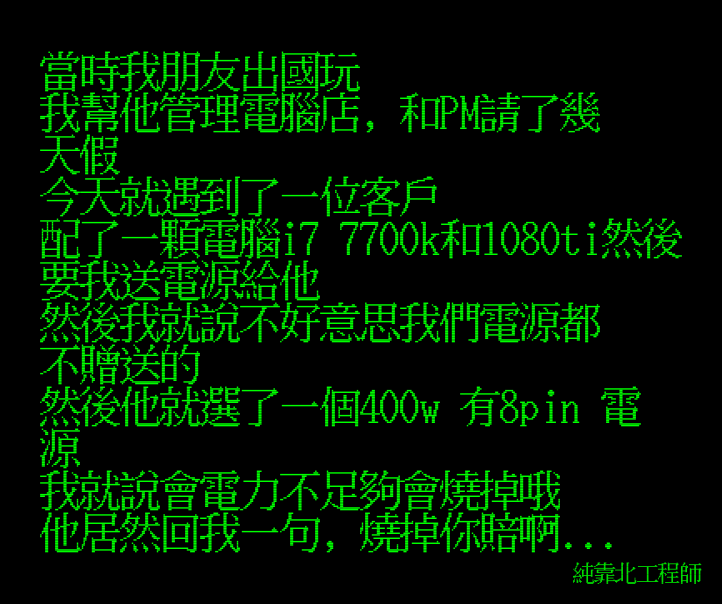 當時我朋友出國玩
我幫他管理電腦店, 和PM請了幾
天假
今天就遇到了一位客戶
配了一顆電腦i7 7700k和1080ti然後
要我送電源給他
然後我就說不好意思我們電源都
不贈送的
然後他就選了一個400w 有8pin 電
源
我就說會電力不足夠會燒掉哦
他居然回我一句, 燒掉你賠啊...
純靠北工程師